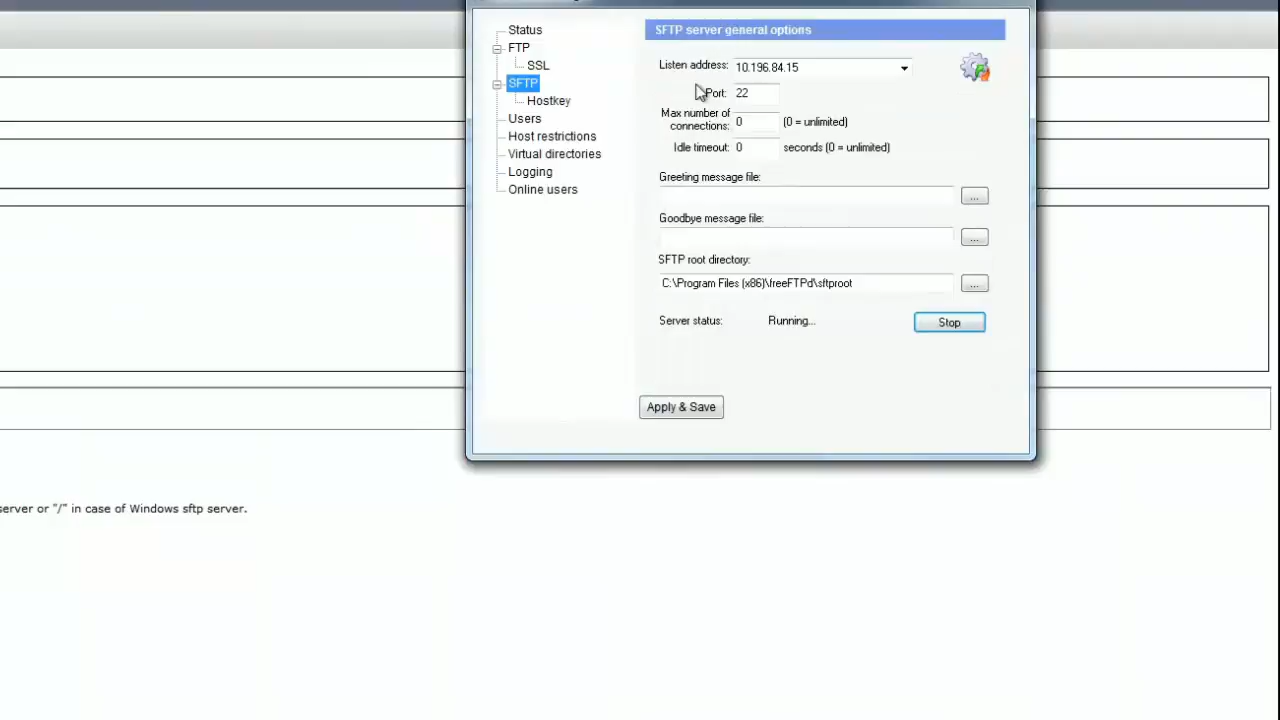 Status
FTP
SSL
SFTP
Hostkey
Users
Host restrictions
Virtual directories
Logging
Online users
SFTP server general options
Listen address: 10.196.84.15
Port: 22
Max number of
connections: 0 (0 = unlimited)
Idle timeout: 0 seconds (0 = unlimited)
Greeting message file:
...
Goodbye message file:
...
SFTP root directory:
C:\Program Files (x86)\freeFTPd\sftproot ...
Server status: Running... Stop
Apply & Save
server or "/" in case of Windows sftp server.